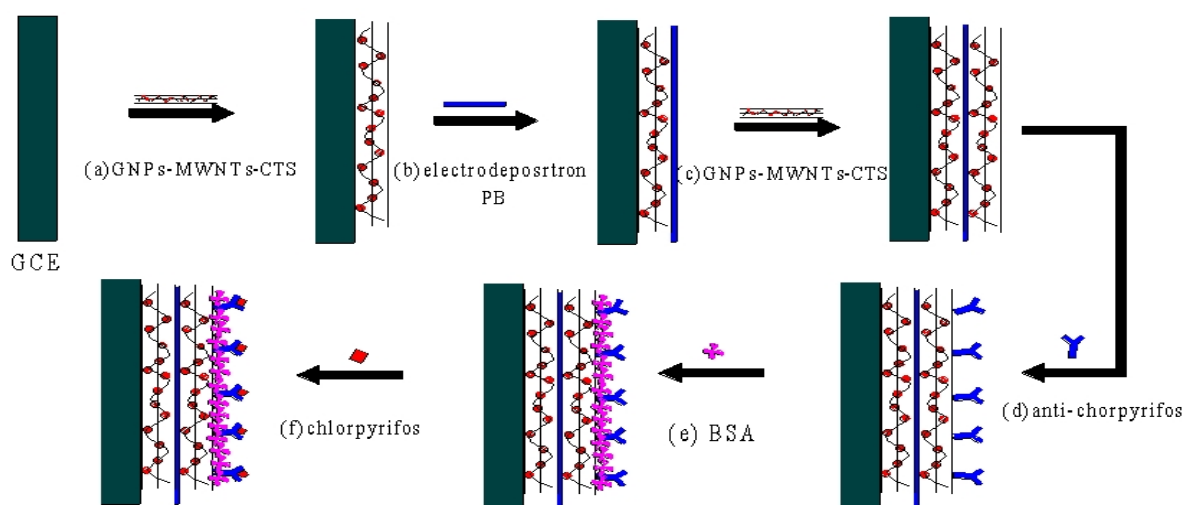 GCE
(a)GNPs-MWNTs-CTS
(b)electrodeposrtron
PB
(c)GNPs-MWNTs-CTS
(d)anti-chorpyrifos
(e) BSA
(f)chlorpyrifos